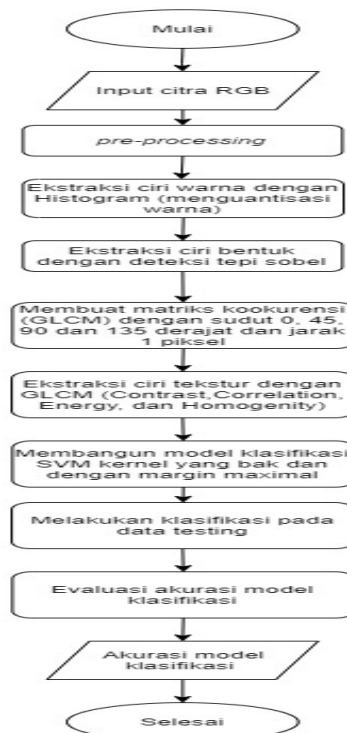 Mulai
Input citra RGB
pre-processing
Ekstraksi ciri warna dengan
Histogram (menguantisasi
warna)
Ekstraksi ciri bentuk
dengan deteksi tepi sobel
Membuat matriks kookurensi
(GLCM) dengan sudut 0, 45,
90 dan 135 derajat dan jarak
1 piksel
Ekstraksi ciri tekstur dengan
GLCM (Contrast,Correlation,
Energy, dan Homogenity)
Membangun model klasifikasi
SVM kernel yang bak dan
dengan margin maximal
Melakukan klasifikasi pada
data testing
Evaluasi akurasi model
klasifikasi
Akurasi model
klasifikasi
Selesai